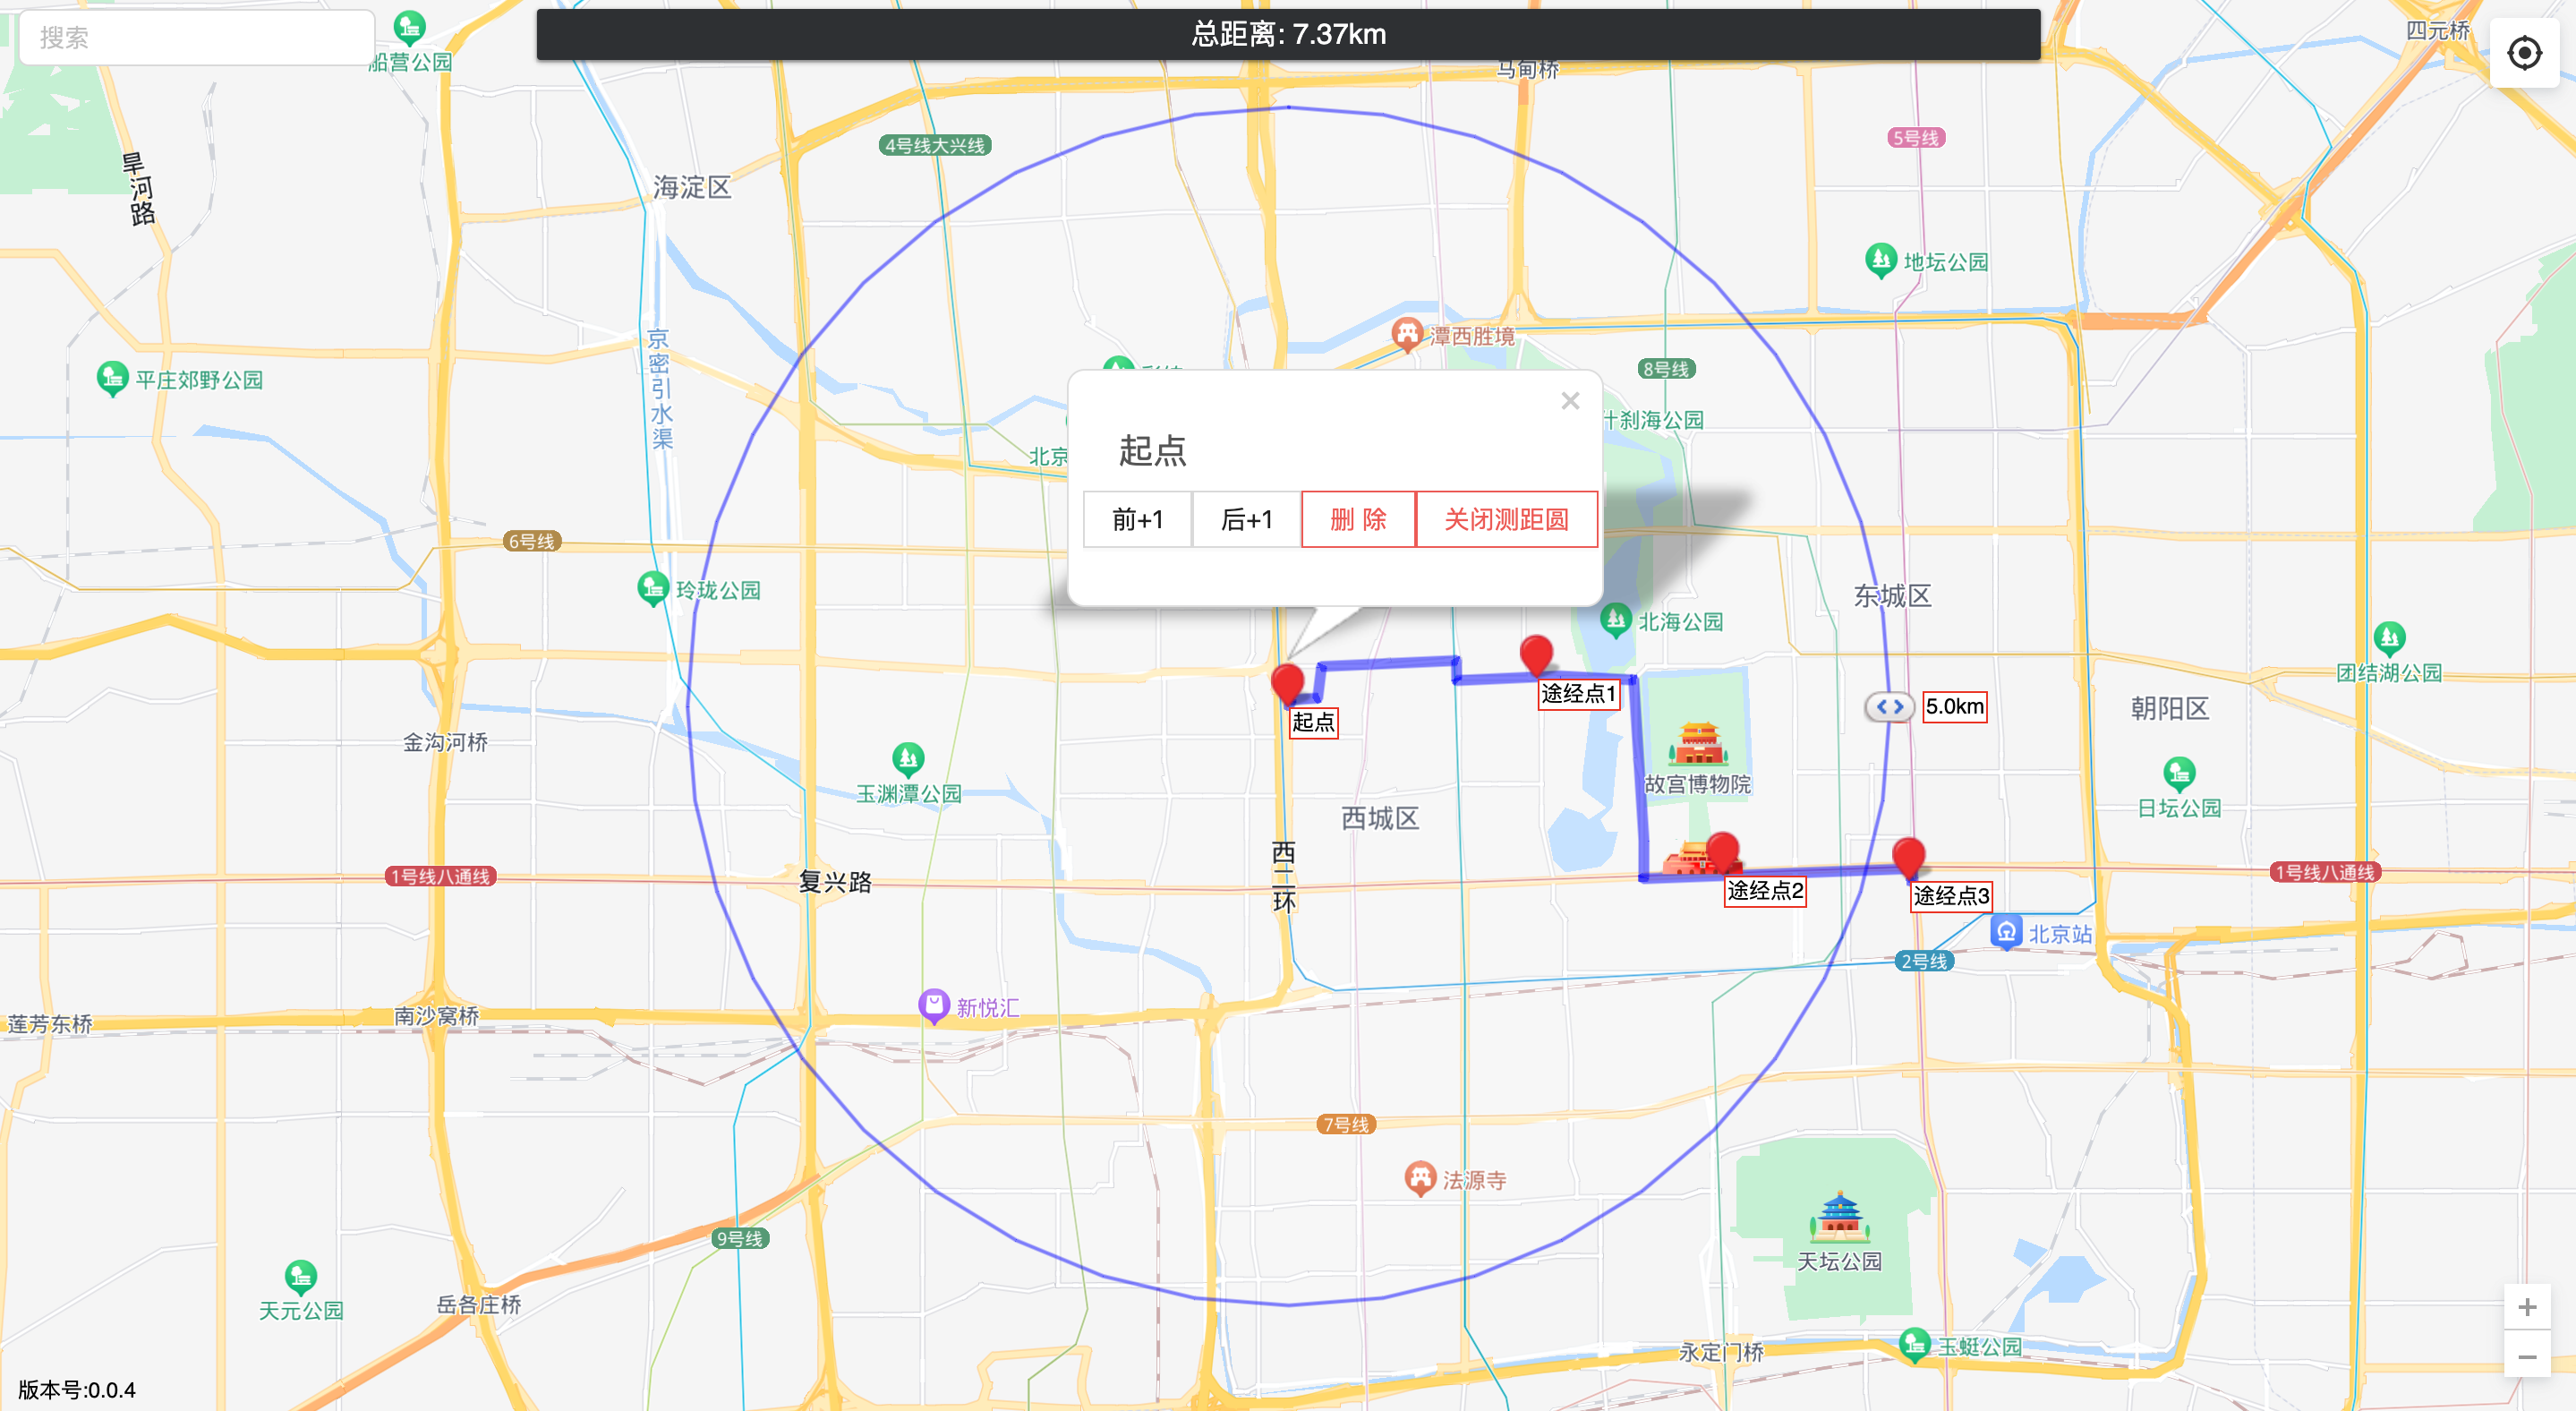 搜索
总距离: 7.37km
船营公园
马甸桥
四元桥
4号线大兴线
5号线
旱河路
海淀区
地坛公园
潭西胜境
京密引水渠
8号线
平庄郊野公园
什刹海公园
起点
北京
前+1
后+1
删 除
关闭测距圆
6号线
玲珑公园
东城区
北海公园
团结湖公园
途经点1
起点
5.0km
朝阳区
金沟河桥
玉渊潭公园
故宫博物院
日坛公园
西城区
西二环
1号线八通线
复兴路
途经点2
途经点3
1号线八通线
北京站
2号线
新悦汇
莲芳东桥
南沙窝桥
7号线
法源寺
9号线
天坛公园
天元公园
岳各庄桥
永定门桥
玉蜓公园
版本号:0.0.4